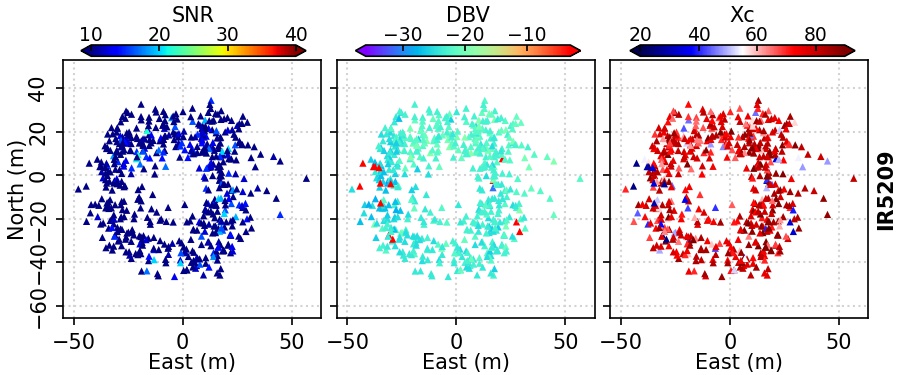 SNR DBV Xc
10 20 30 40 −30 −20 −10 20 40 60 80
40
20
0
−20
−40
−60
North (m)
−50 0 50 −50 0 50 −50 0 50
East (m) East (m) East (m)
IR5209